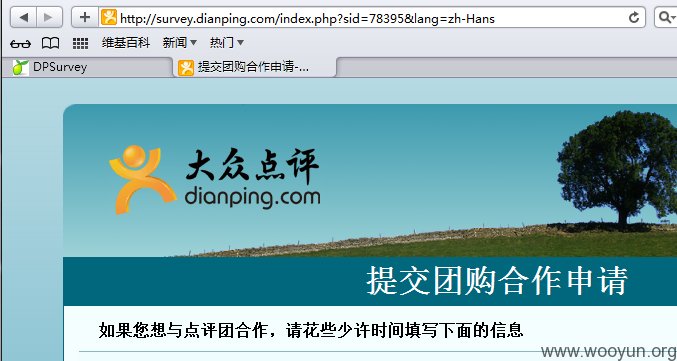 http://survey.dianping.com/index.php?sid=78395&lang=zh-Hans
维基百科 新闻 热门
DPSurvey 提交团购合作申请-...
大众点评
dianping.com
提交团购合作申请
如果您想与点评团合作，请花些少许时间填写下面的信息
www.wooyun.org